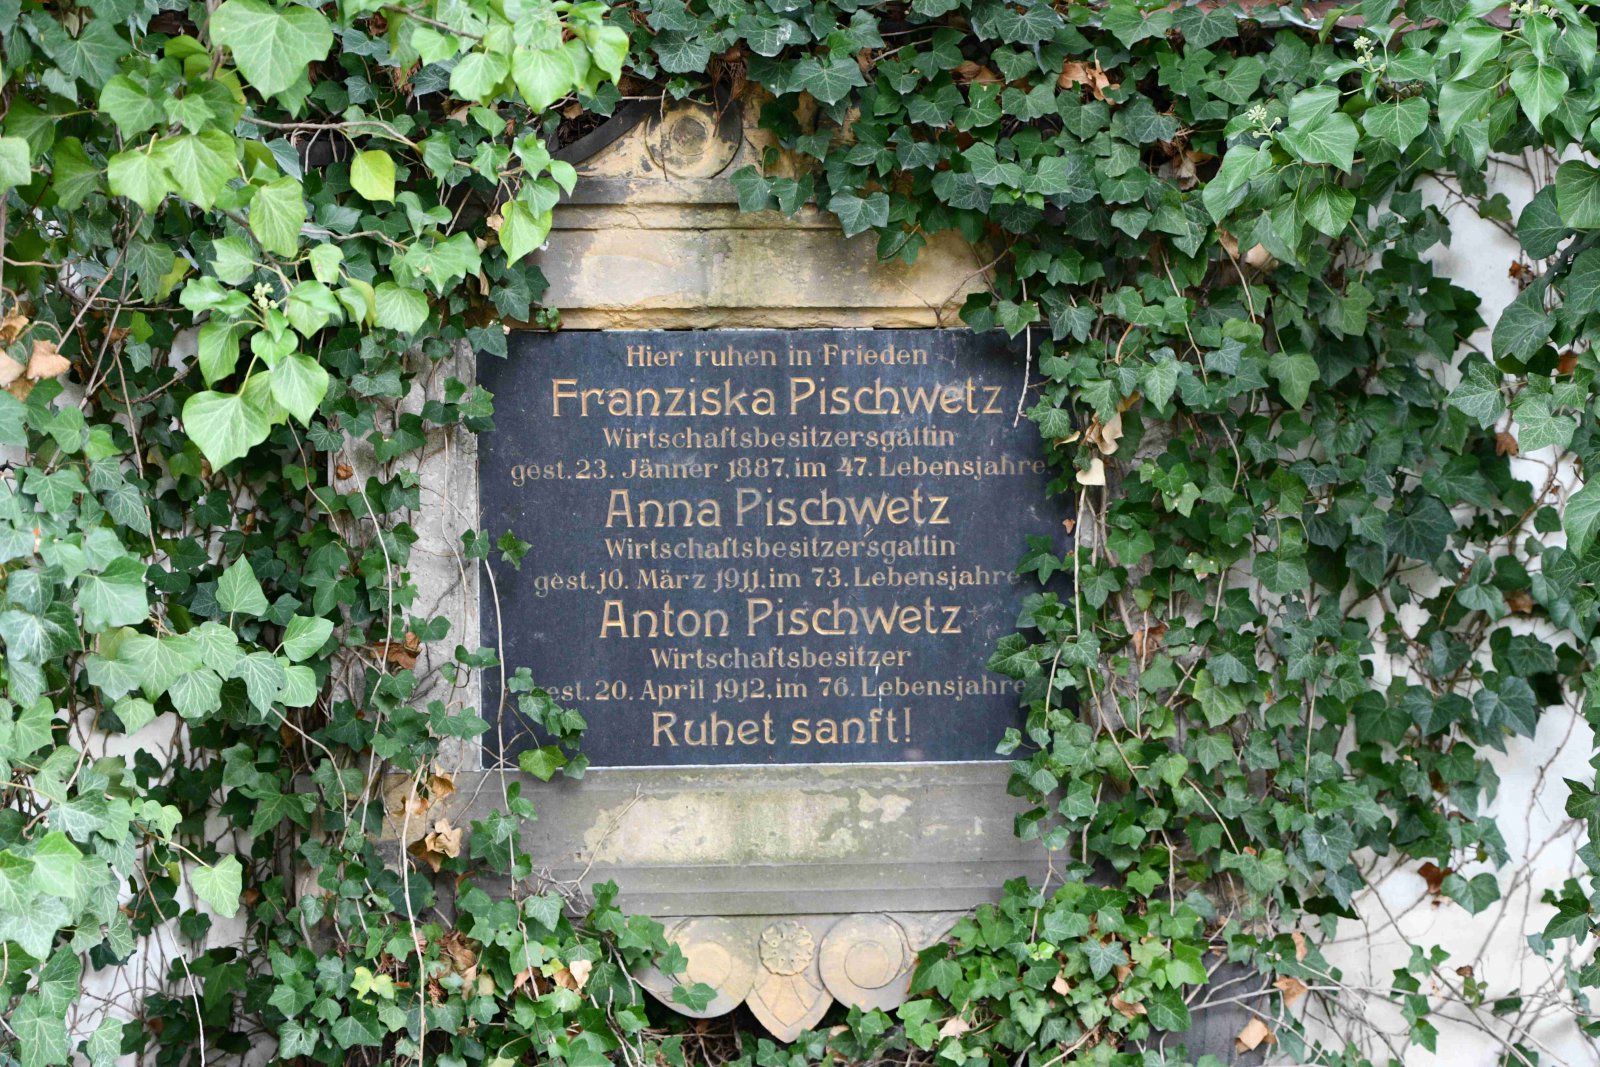 Hier ruhen in Frieden
Franziska Pischwetz
Wirtschaftsbesitzersgattin
gest. 23. Jänner 1887, im 47. Lebensjahre.
Anna Pischwetz
Wirtschaftsbesitzersgattin
gest. 10. März 1911, im 73. Lebensjahre
Anton Pischwetz
Wirtschaftsbesitzer
gest. 20. April 1912, im 76. Lebensjahre
Ruhet sanft!